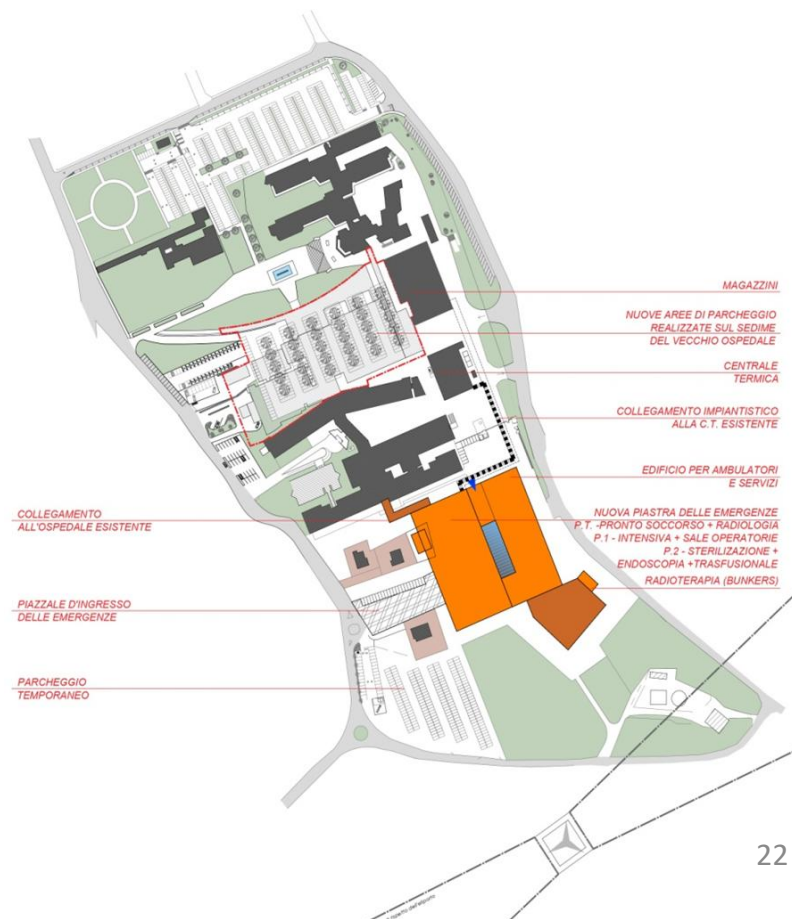 MAGAZZINI
NUOVE AREE DI PARCHEGGIO
REALIZZATE SUL SEDIME
DEL VECCHIO OSPEDALE
CENTRALE
TERMICA
COLLEGAMENTO IMPIANTISTICO
ALLA C.T. ESISTENTE
EDIFICIO PER AMBULATORI
E SERVIZI
COLLEGAMENTO
ALL'OSPEDALE ESISTENTE
NUOVA PIASTRA DELLE EMERGENZE
P.T. -PRONTO SOCCORSO + RADIOLOGIA
P.1 - INTENSIVA + SALE OPERATORIE
P.2 - STERILIZAZIONE +
ENDOSCOPIA +TRASFUSIONALE
RADIOTERAPIA (BUNKERS)
PIAZZALE D'INGRESSO
DELLE EMERGENZE
PARCHEGGIO
TEMPORANEO
22